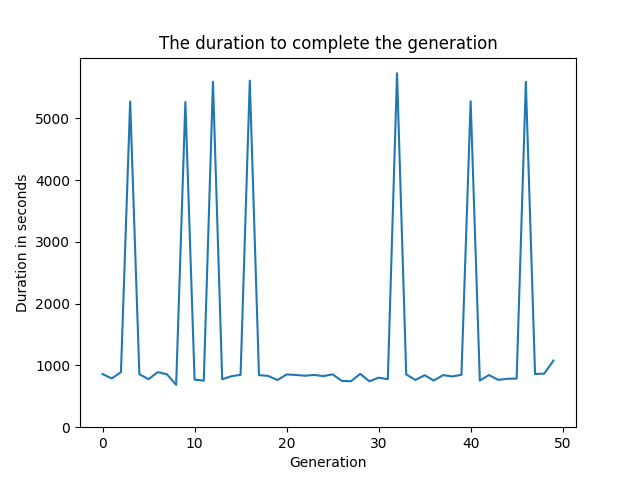 The duration to complete the generation
Duration in seconds
5000
4000
3000
2000
1000
0
0 10 20 30 40 50
Generation